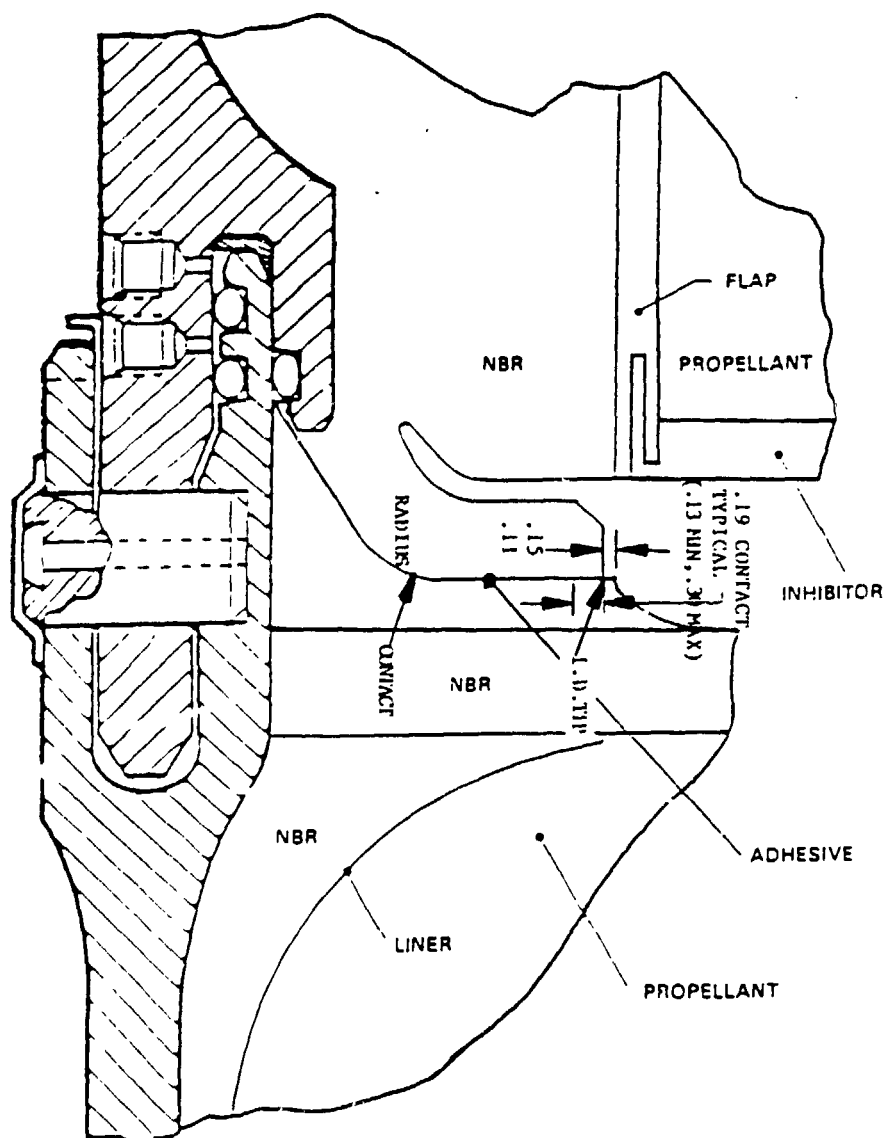 FLAP
NBR
PROPELLANT
.19 CONTACT
TYPICAL
(.13 MIN, .30 MAX)
.15
.11
RADIUS
INHIBITOR
CONTACT
NBR
I.D. TIP
NBR
ADHESIVE
LINER
PROPELLANT